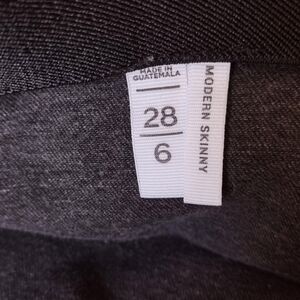 MADE IN
GUATEMALA
28
6
MODERN SKINNY